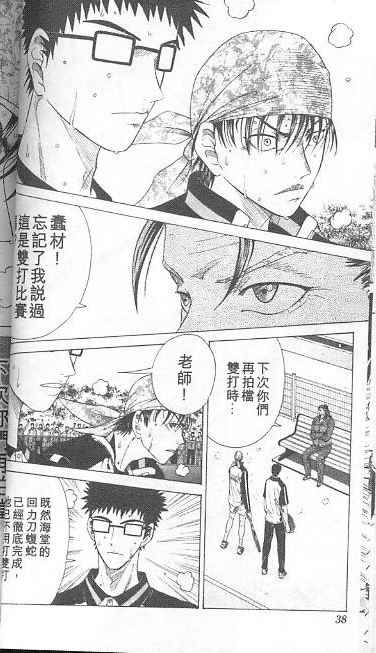 蠢材！
忘記了我說過
這是雙打比賽
下次你們
再拍檔
雙打時…
老師！
既然海堂的
回力刀蝮蛇
已經徹底完成，
他已不用打雙打
38